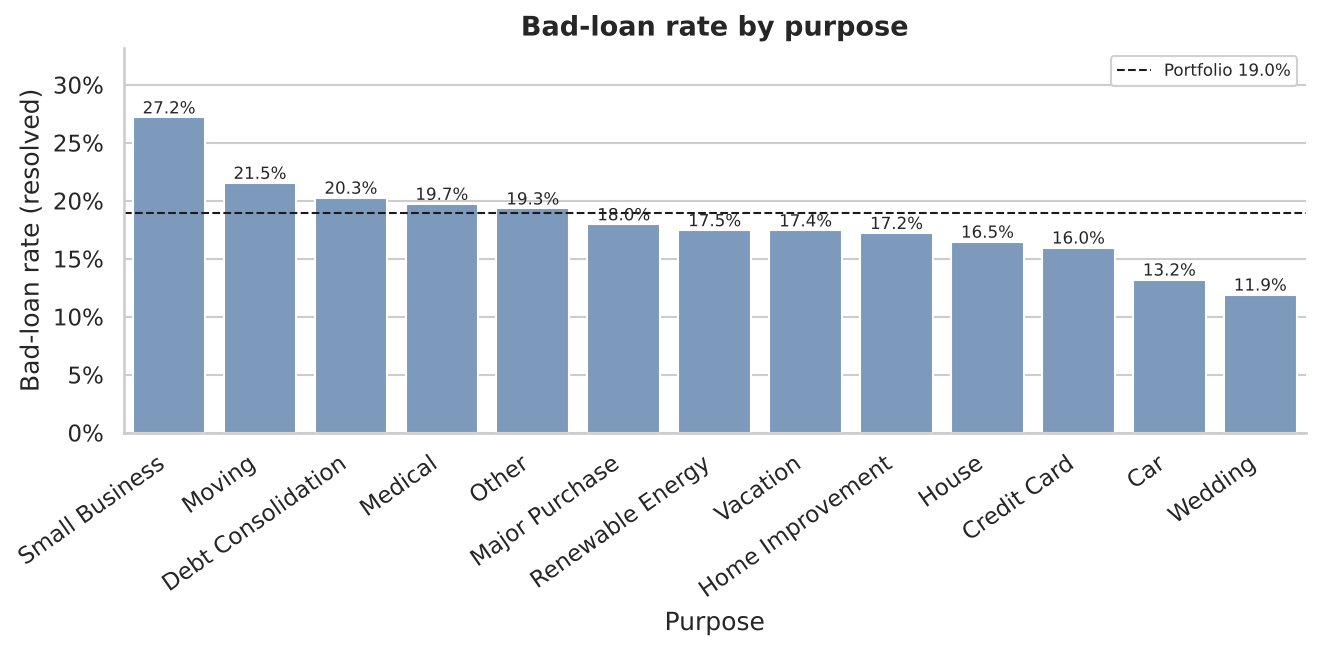 Bad-loan rate by purpose
Portfolio 19.0%
Bad-loan rate (resolved)
30%
25%
20%
15%
10%
5%
0%
27.2%
21.5%
20.3%
19.7%
19.3%
18.0%
17.5%
17.4%
17.2%
16.5%
16.0%
13.2%
11.9%
Small Business
Moving
Debt Consolidation
Medical
Other
Major Purchase
Renewable Energy
Vacation
Home Improvement
House
Credit Card
Car
Wedding
Purpose